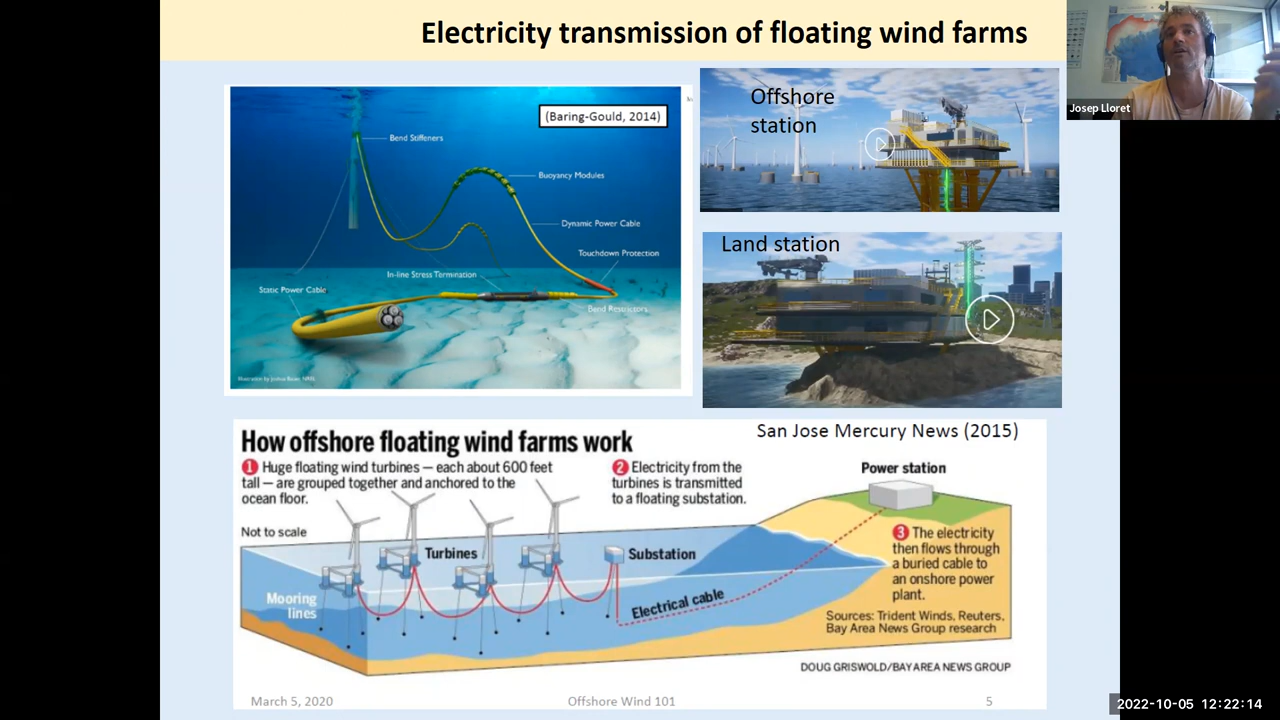 Electricity transmission of floating wind farms
Josep Lloret
(Baring-Gould, 2014)
Bend Stiffeners
Buoyancy Modules
Dynamic Power Cable
Touchdown Protection
In-line Stress Termination
Static Power Cable
Bend Restrictors
Offshore
station
Land station
How offshore floating wind farms work
San Jose Mercury News (2015)
1 Huge floating wind turbines — each about 600 feet
tall — are grouped together and anchored to the
ocean floor.
2 Electricity from the
turbines is transmitted
to a floating substation.
Power station
Not to scale
Turbines
Substation
3 The electricity
then flows through
a buried cable to
an onshore power
plant.
Mooring
lines
Electrical cable
Sources: Trident Winds, Reuters,
Bay Area News Group research
DOUG GRISWOLD/BAY AREA NEWS GROUP
March 5, 2020
Offshore Wind 101
5
2022-10-05 12:22:14